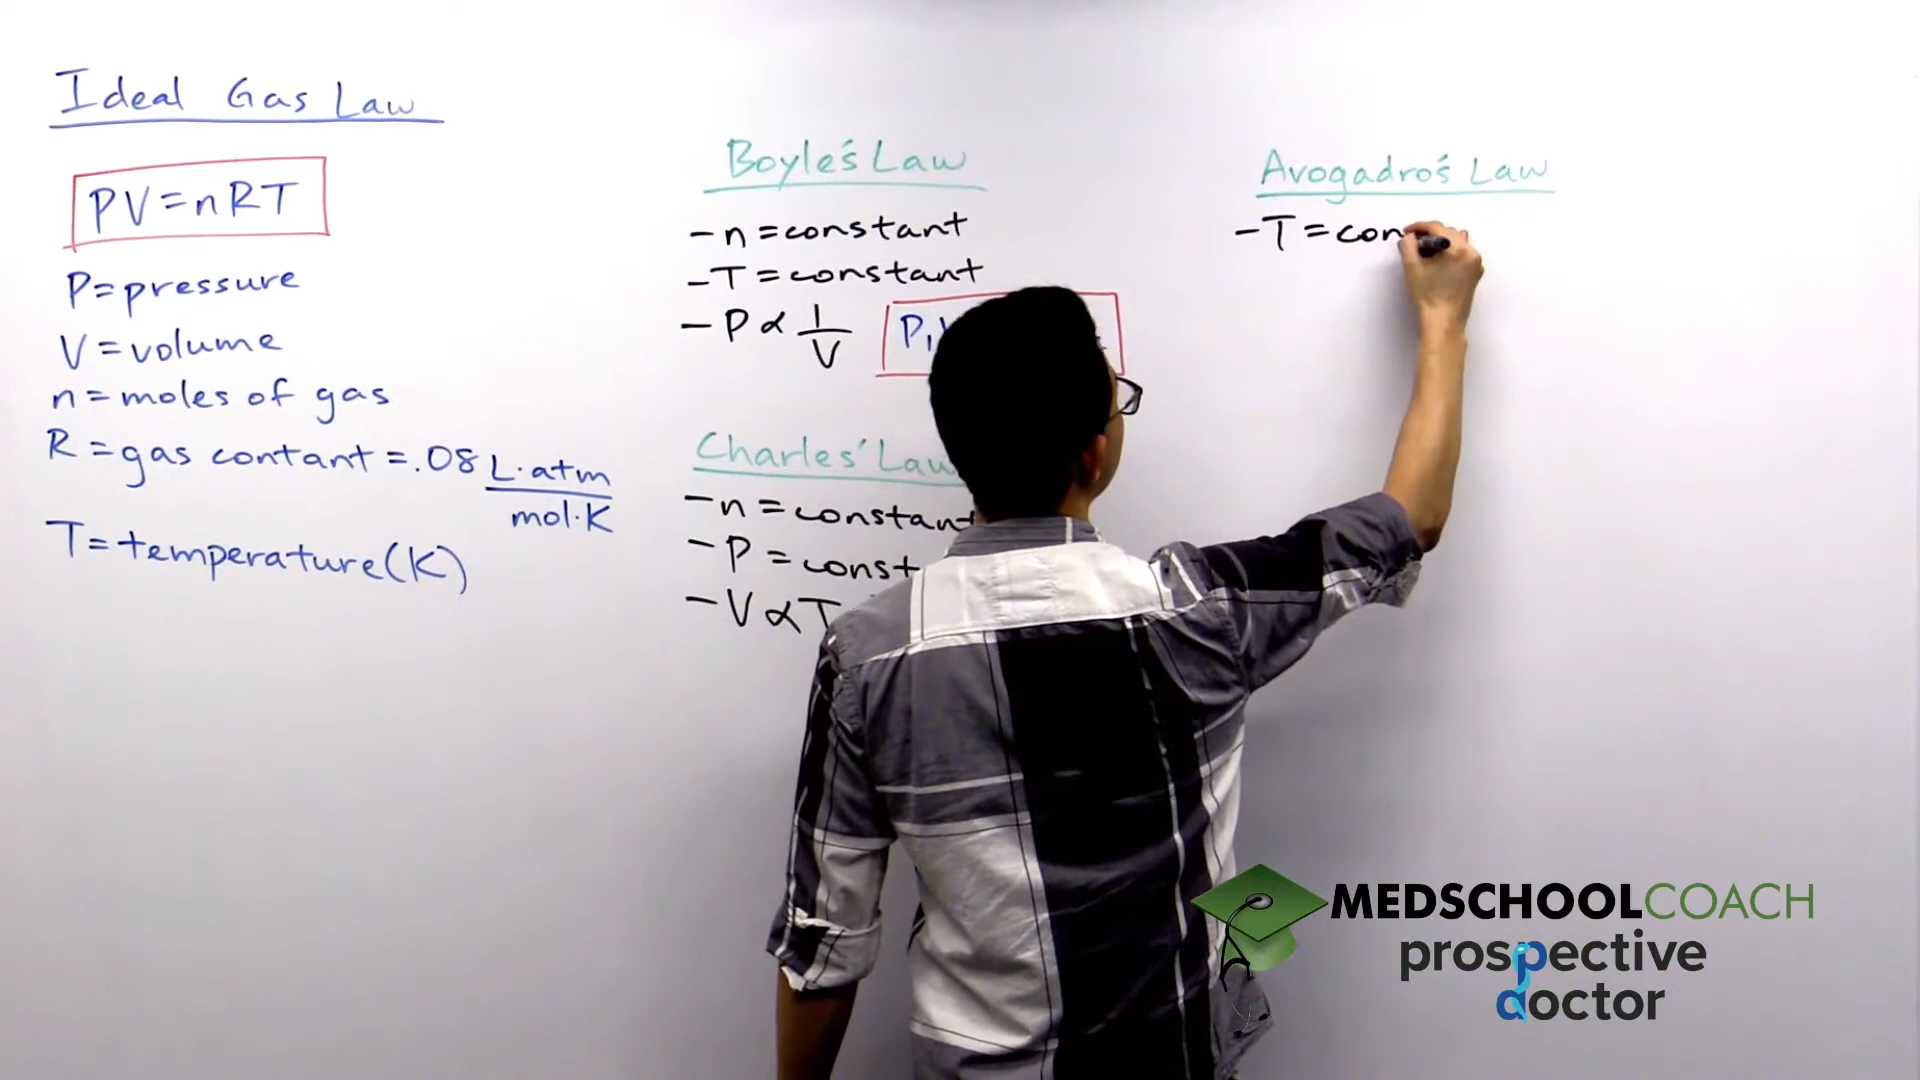 Ideal Gas Law
PV=nRT
P=pressure
V=volume
n=moles of gas
R=gas contant=.08 L·atm
mol·K
T=temperature(K)
Boyle's Law
-n=constant
-T=constant
-P∝1/V
P₁
Charles' Law
-n=constant
-P=const
-V∝T
Avogadro's Law
-T=con
MEDSCHOOLCOACH
prospective
doctor